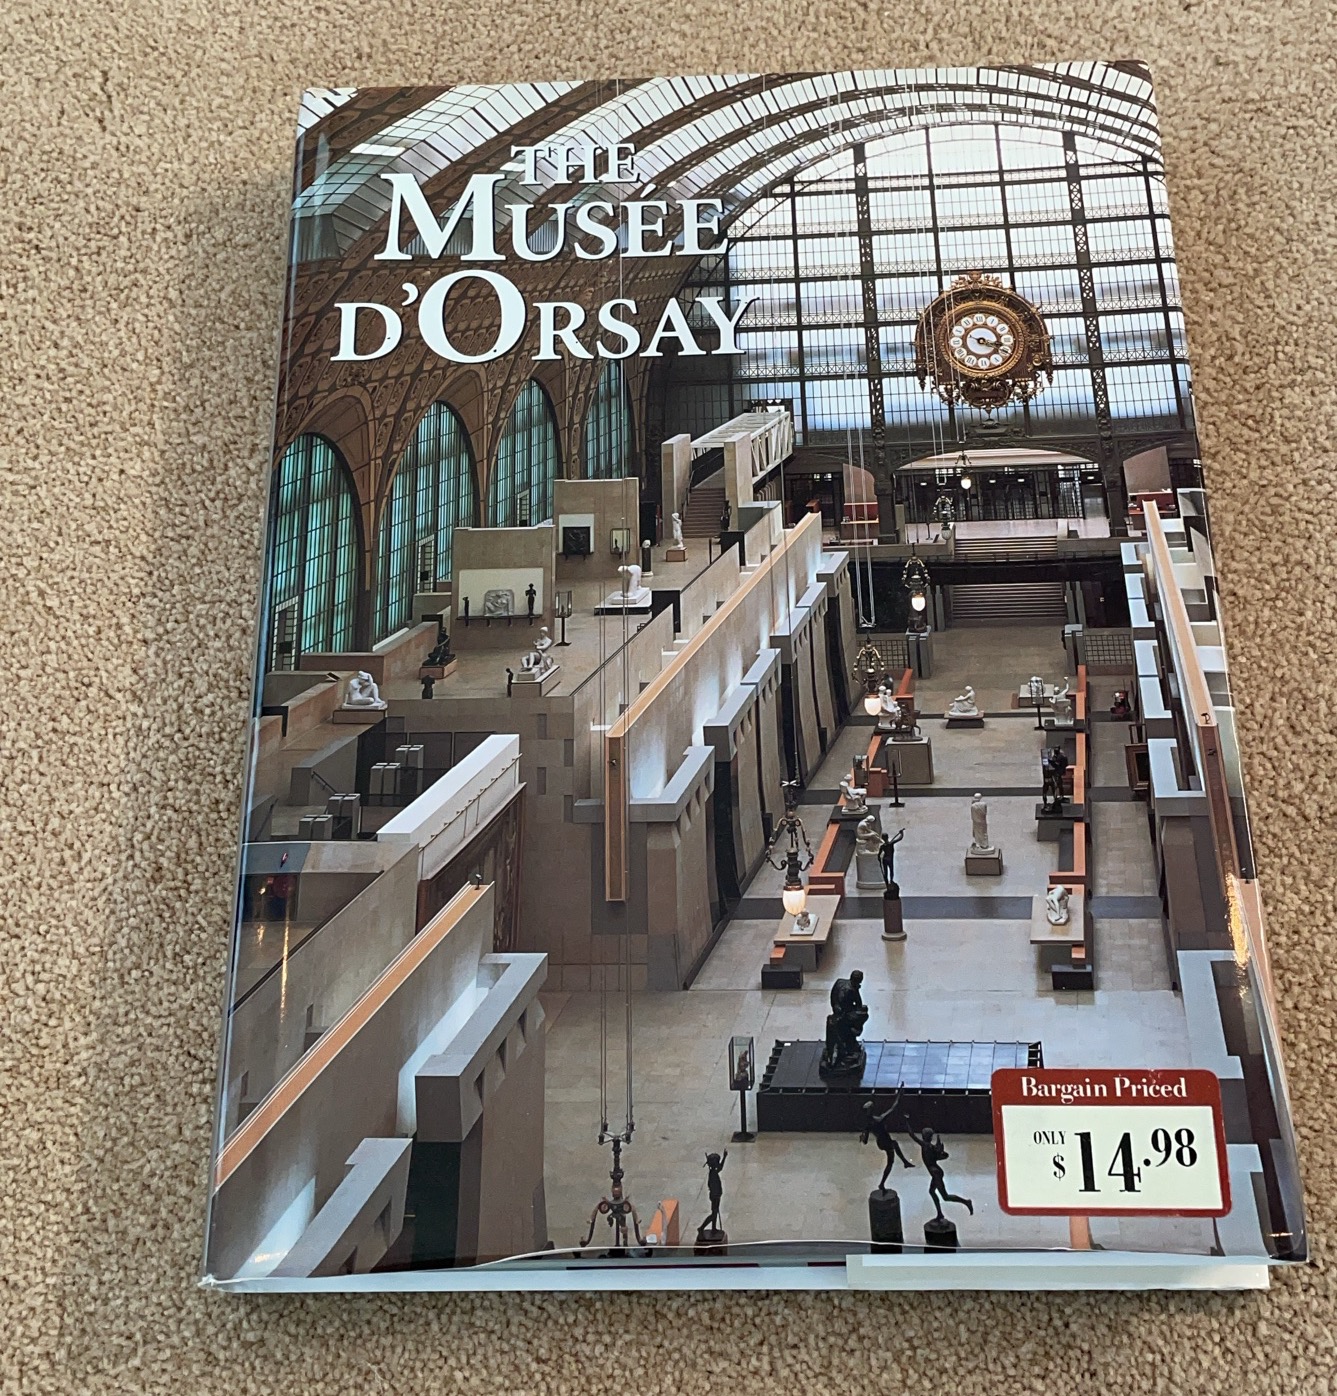 THE
MUSÉE
D'ORSAY
Bargain Priced
ONLY
$14.98